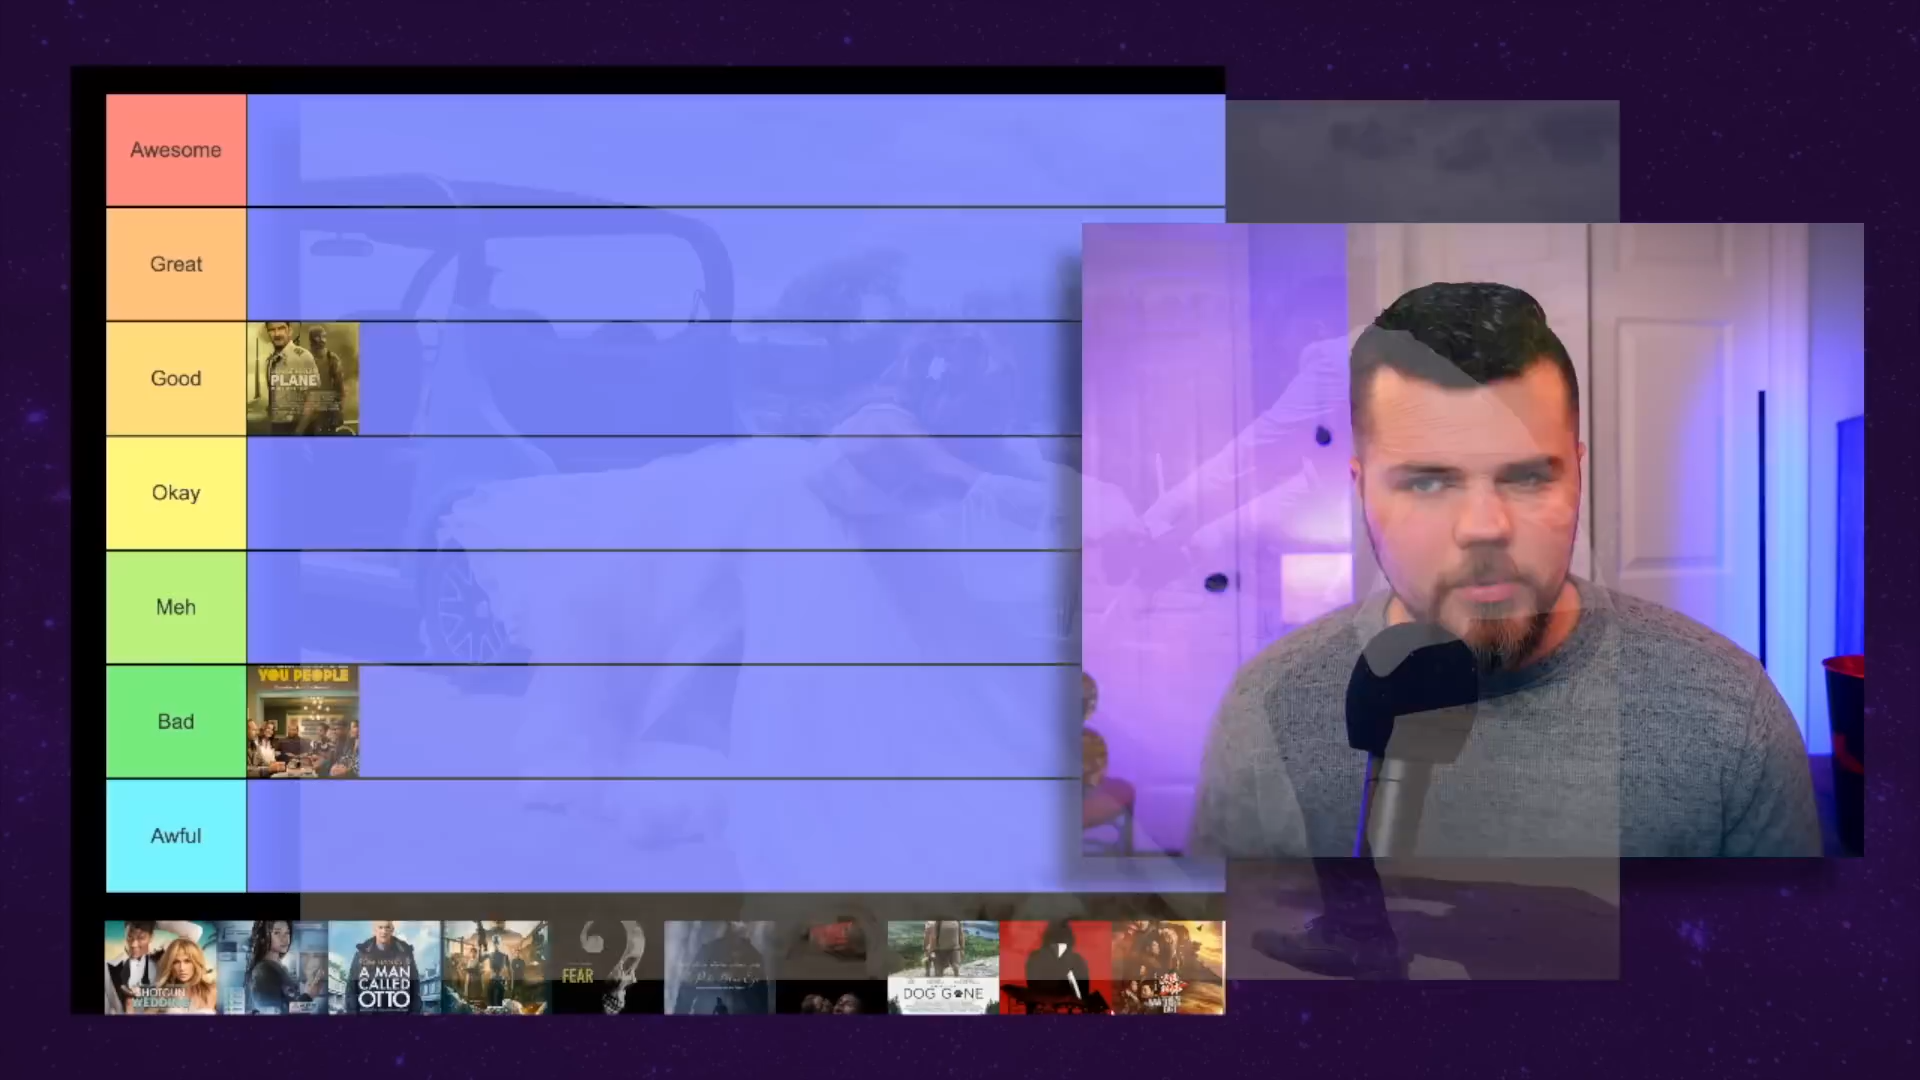 Awesome
Great
Good
PLANE
Okay
Meh
Bad
YOU PEOPLE
Awful
SHOTGUN
WEDDING
A MAN
CALLED
OTTO
FEAR
DOG GONE